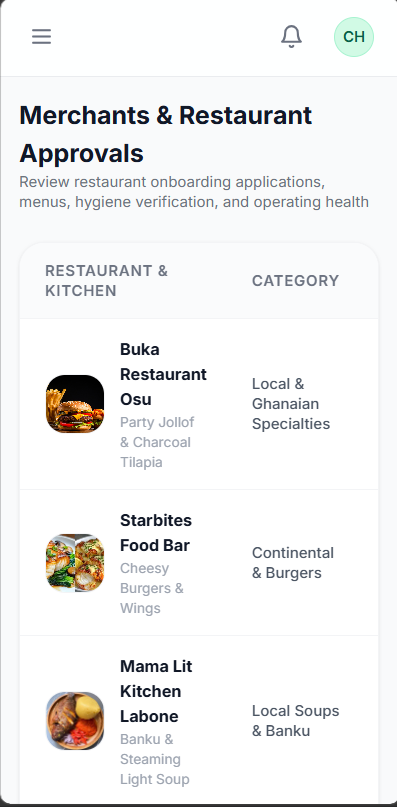 CH
Merchants & Restaurant
Approvals
Review restaurant onboarding applications,
menus, hygiene verification, and operating health
RESTAURANT &
KITCHEN
CATEGORY
Buka
Restaurant
Osu
Party Jollof
& Charcoal
Tilapia
Local &
Ghanaian
Specialties
Starbites
Food Bar
Cheesy
Burgers &
Wings
Continental
& Burgers
Mama Lit
Kitchen
Labone
Banku &
Steaming
Light Soup
Local Soups
& Banku